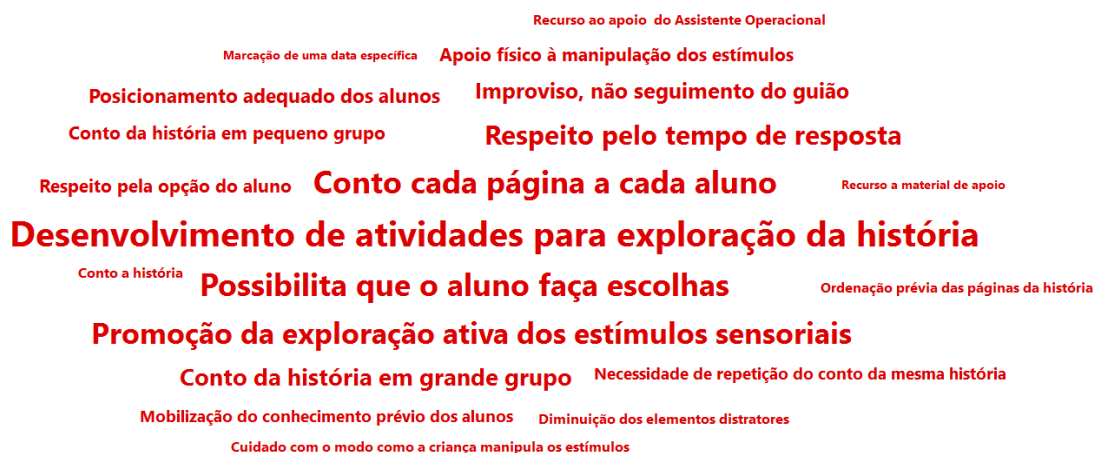 Recurso ao apoio do Assistente Operacional
Marcação de uma data específica
Apoio físico à manipulação dos estímulos
Posicionamento adequado dos alunos
Improviso, não seguimento do guião
Conto da história em pequeno grupo
Respeito pelo tempo de resposta
Respeito pela opção do aluno
Conto cada página a cada aluno
Recurso a material de apoio
Desenvolvimento de atividades para exploração da história
Conto a história
Possibilita que o aluno faça escolhas
Ordenação prévia das páginas da história
Promoção da exploração ativa dos estímulos sensoriais
Conto da história em grande grupo
Necessidade de repetição do conto da mesma história
Mobilização do conhecimento prévio dos alunos
Diminuição dos elementos distratores
Cuidado com o modo como a criança manipula os estímulos